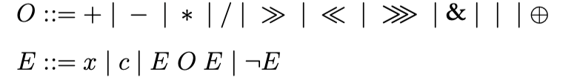 O ::= + | − | ∗ | / | ≫ | ≪ | ⋙ | & | | | ⊕
E ::= x | c | E O E | ¬E